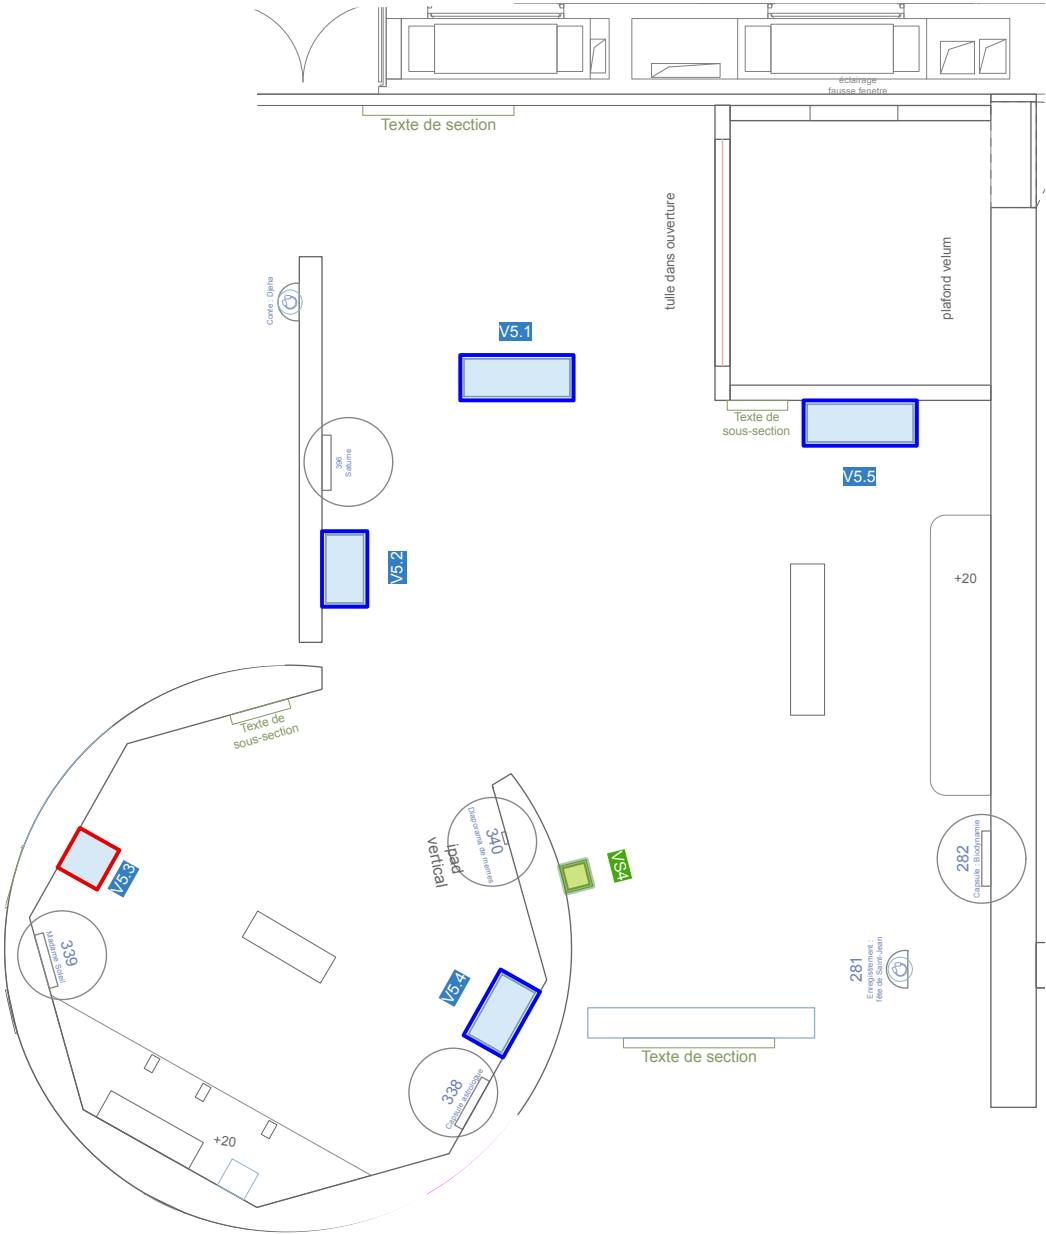 éclairage
fausse fenetre
Texte de section
tulle dans ouverture
plafond velum
Conte : Djeha
V5.1
Texte de
sous-section
396
Saturne
V5.5
V5.2
+20
Texte de
sous-section
340
Diaporama de memes
ipad
vertical
VS4
282
Capsule : Biodynamie
V5.3
339
Madame Soleil
281
Enregistrement :
fête de Saint-Jean
V5.4
Texte de section
338
Capsule astrologue
+20